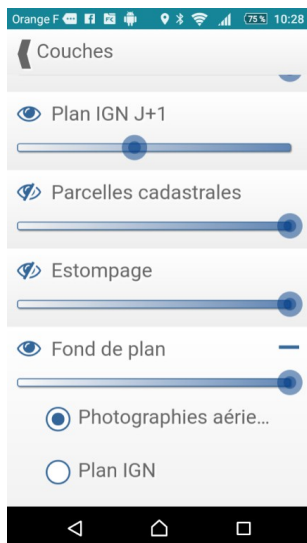 Orange F 75% 10:28
Couches
Plan IGN J+1
Parcelles cadastrales
Estompage
Fond de plan
Photographies aérie...
Plan IGN